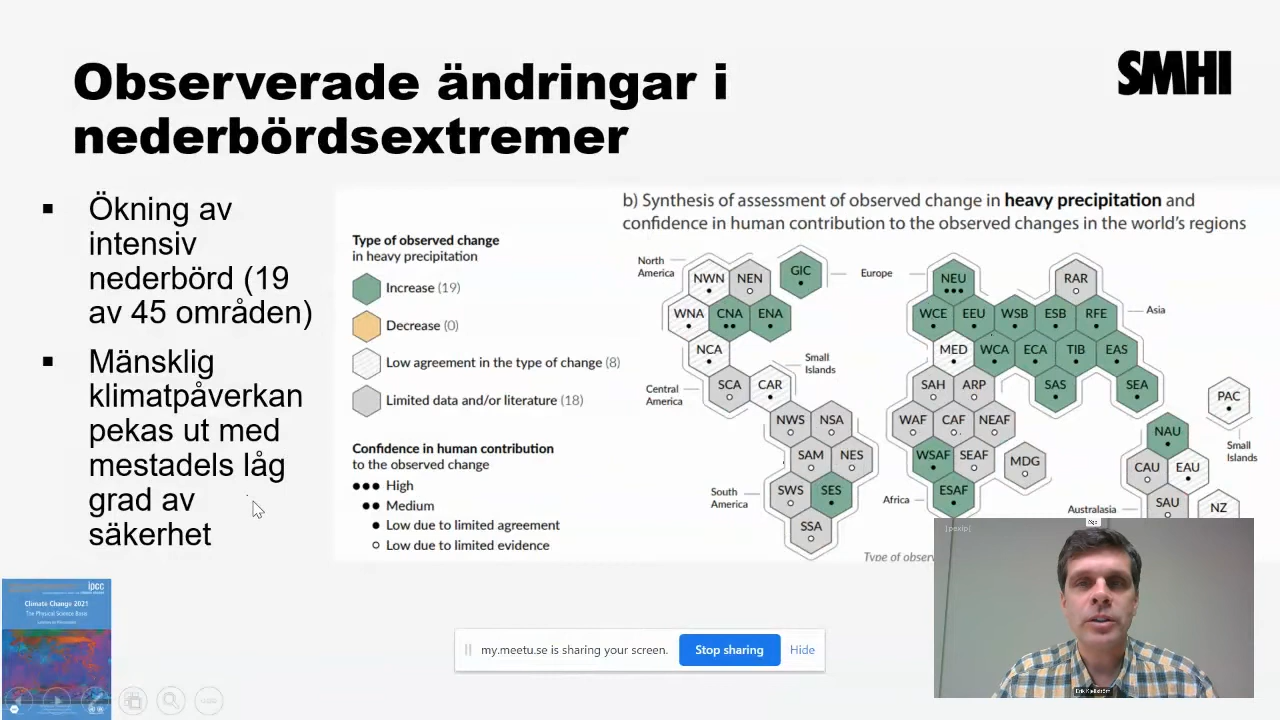 Observerade ändringar i
nederbördsextremer
SMHI
Ökning av
intensiv
nederbörd (19
av 45 områden)
Mänsklig
klimatpåverkan
pekas ut med
mestadels låg
grad av
säkerhet
b) Synthesis of assessment of observed change in heavy precipitation and
confidence in human contribution to the observed changes in the world's regions
Type of observed change
in heavy precipitation
Increase (19)
Decrease (0)
Low agreement in the type of change (8)
Limited data and/or literature (18)
Confidence in human contribution
to the observed change
High
Medium
Low due to limited agreement
Low due to limited evidence
North
America
NWN
NEN
GIC
WNA
CNA
ENA
NCA
SCA
CAR
Small
Islands
Central
America
NWS
NSA
SAM
NES
SWS
SES
SSA
South
America
Europe
NEU
RAR
WCE
EEU
WSB
ESB
RFE
Asia
MED
WCA
ECA
TIB
EAS
SAH
ARP
SAS
SEA
WAF
CAF
NEAF
WSAF
SEAF
MDG
ESAF
Africa
PAC
Small
Islands
NAU
CAU
EAU
SAU
NZ
Australasia
Type of obser
ipcc
Climate Change 2021
The Physical Science Basis
my.meetu.se is sharing your screen.
Stop sharing
Hide
[pexip]
Erik Kjellström